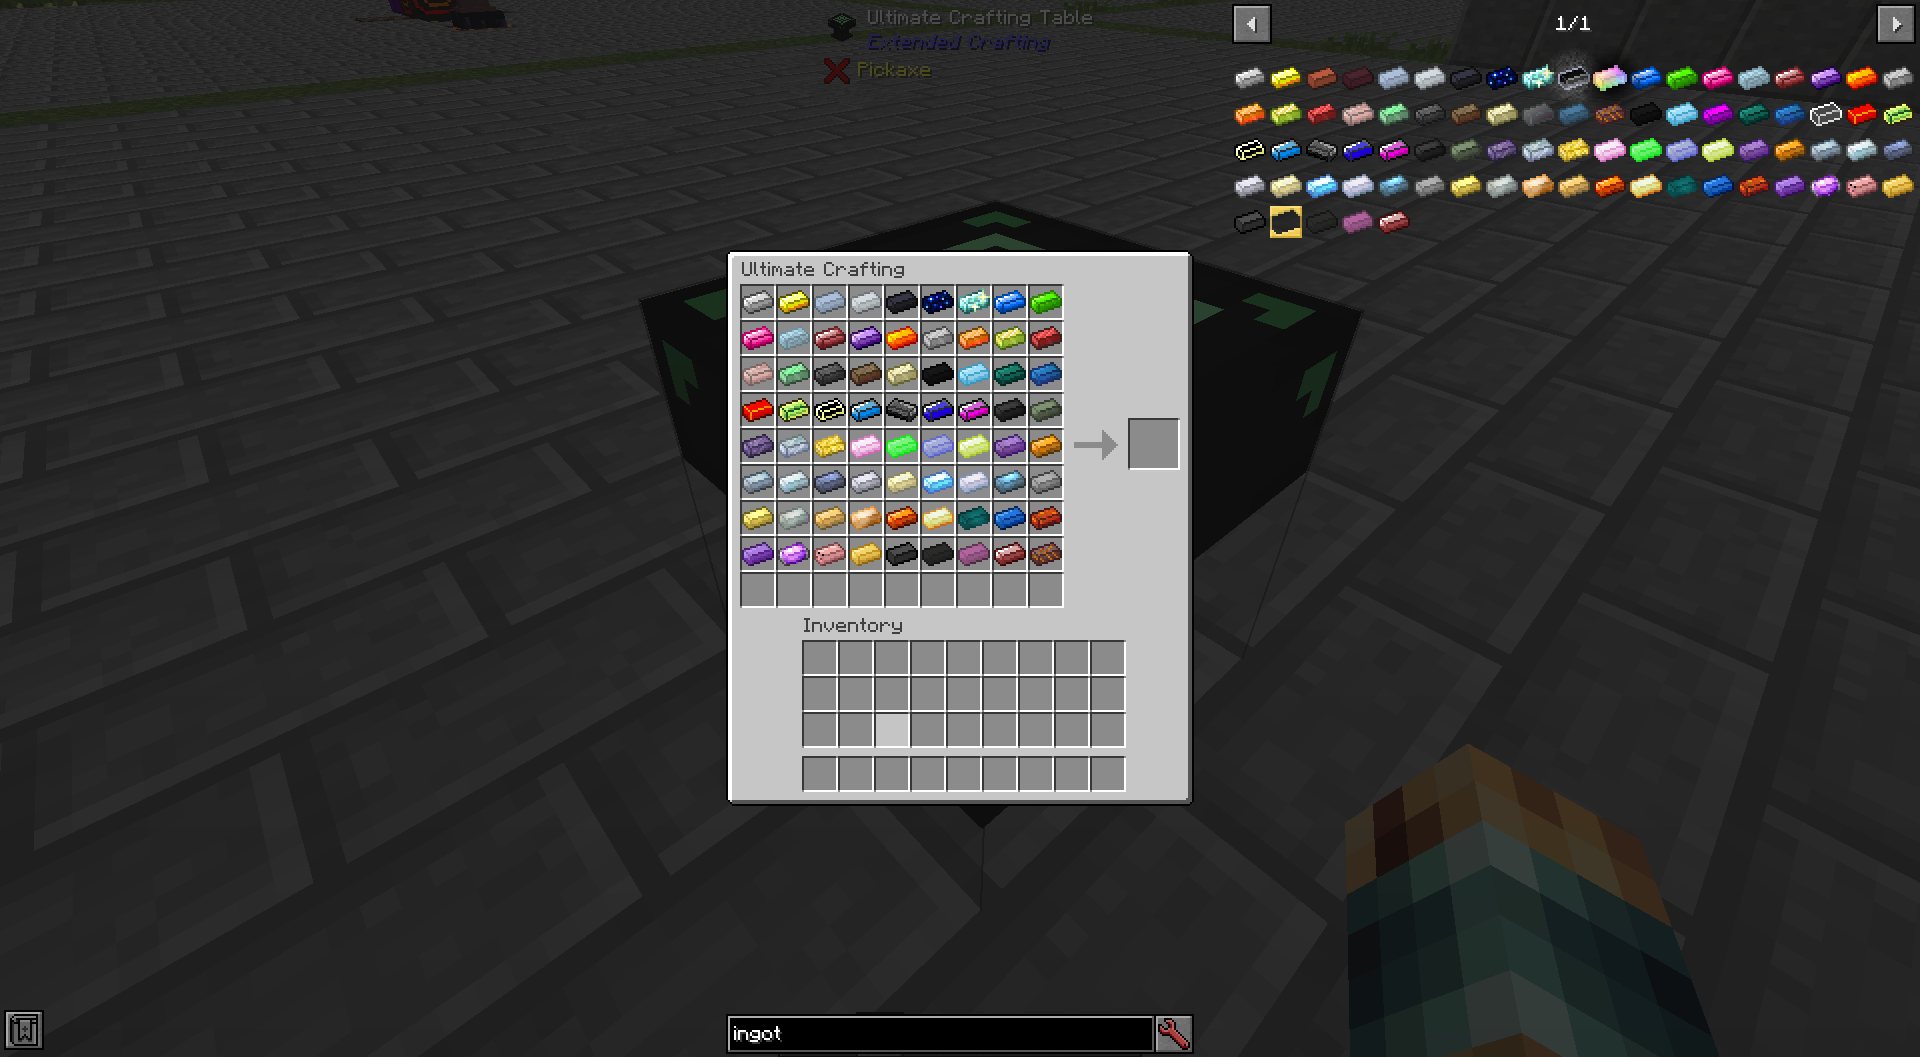 Ultimate Crafting Table
Extended Crafting
Pickaxe
1/1
Ultimate Crafting
Inventory
ingot